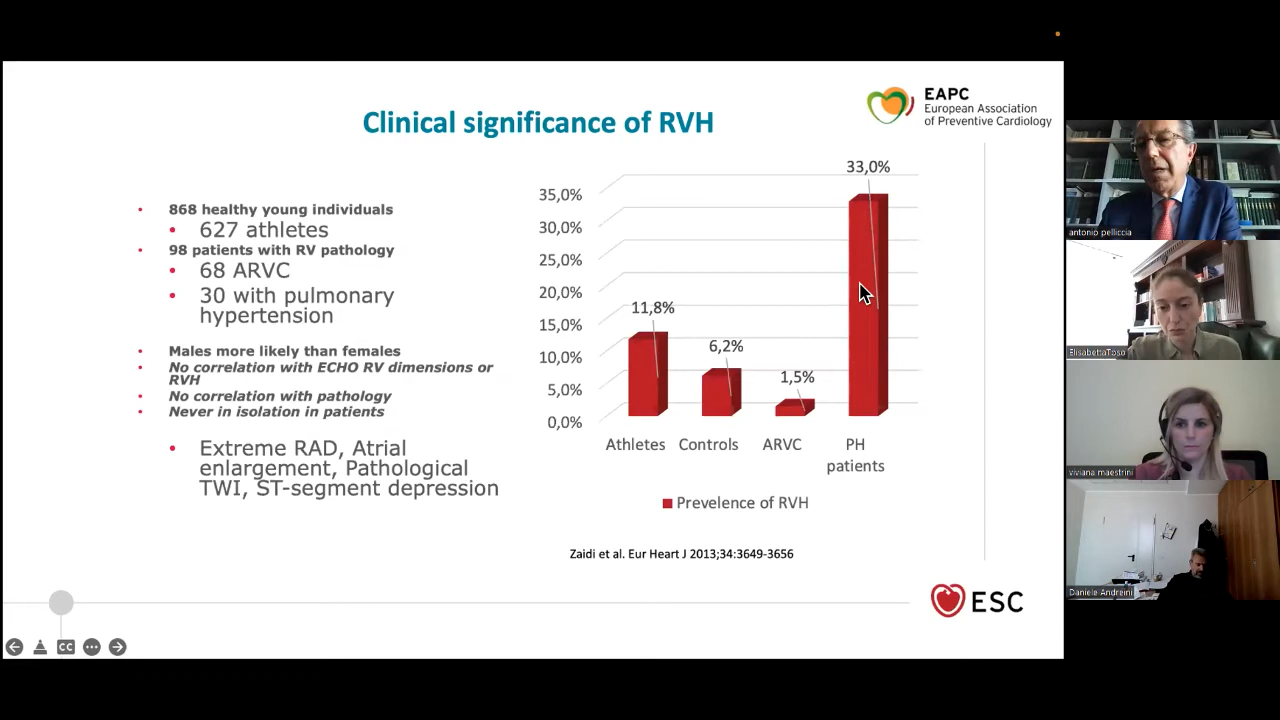 Clinical significance of RVH
EAPC
European Association
of Preventive Cardiology
868 healthy young individuals
627 athletes
98 patients with RV pathology
68 ARVC
30 with pulmonary
hypertension
Males more likely than females
No correlation with ECHO RV dimensions or
RVH
No correlation with pathology
Never in isolation in patients
Extreme RAD, Atrial
enlargement, Pathological
TWI, ST-segment depression
35,0%
30,0%
25,0%
20,0%
15,0%
10,0%
5,0%
0,0%
11,8%
6,2%
1,5%
33,0%
Athletes
Controls
ARVC
PH
patients
Prevelence of RVH
Zaidi et al. Eur Heart J 2013;34:3649-3656
ESC
CC
antonio pelliccia
ElisabettaToso
viviana maestrini
Daniele Andreini